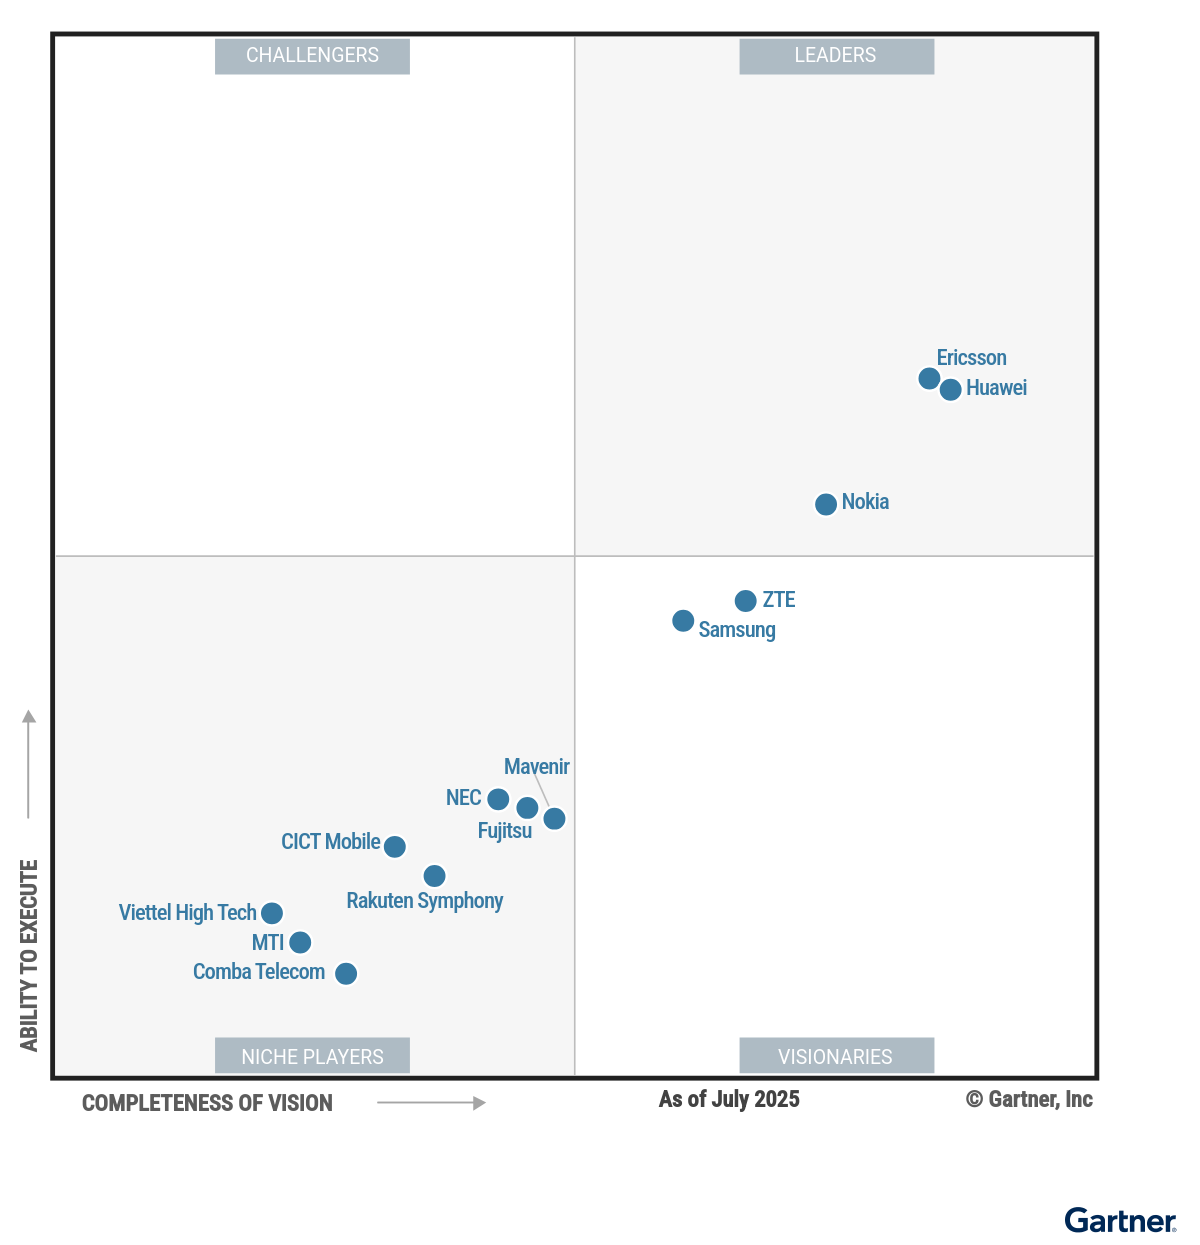 CHALLENGERS
LEADERS
Ericsson
Huawei
Nokia
ZTE
Samsung
Mavenir
NEC
Fujitsu
CICT Mobile
Rakuten Symphony
Viettel High Tech
MTI
Comba Telecom
NICHE PLAYERS
VISIONARIES
ABILITY TO EXECUTE
COMPLETENESS OF VISION
As of July 2025
© Gartner, Inc
Gartner®